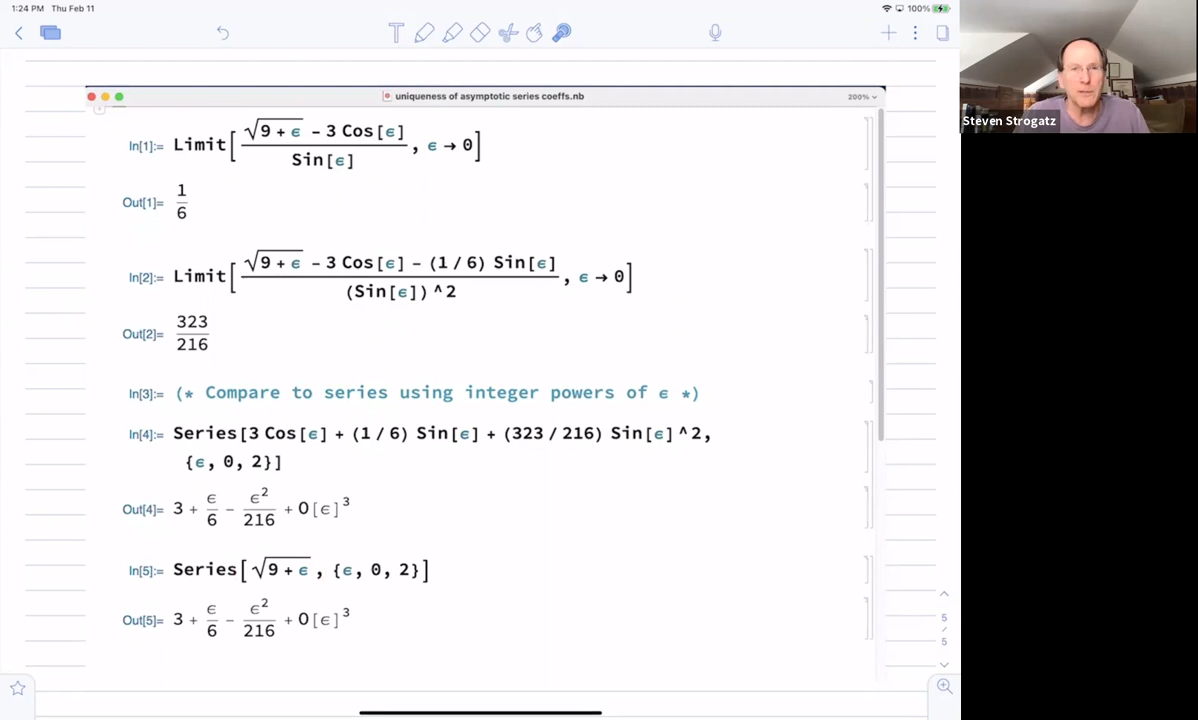 1:24 PM Thu Feb 11
100%
uniqueness of asymptotic series coeffs.nb
200%
In[1]:= Limit[(√(9 + ϵ) - 3 Cos[ϵ])/Sin[ϵ], ϵ → 0]
Out[1]= 1/6
In[2]:= Limit[(√(9 + ϵ) - 3 Cos[ϵ] - (1 / 6) Sin[ϵ])/(Sin[ϵ]) ^ 2, ϵ → 0]
Out[2]= 323/216
In[3]:= (* Compare to series using integer powers of ϵ *)
In[4]:= Series[3 Cos[ϵ] + (1 / 6) Sin[ϵ] + (323 / 216) Sin[ϵ] ^ 2,
{ϵ, 0, 2}]
Out[4]= 3 + ϵ/6 - ϵ²/216 + O[ϵ]³
In[5]:= Series[√(9 + ϵ), {ϵ, 0, 2}]
Out[5]= 3 + ϵ/6 - ϵ²/216 + O[ϵ]³
5
/
5
Steven Strogatz